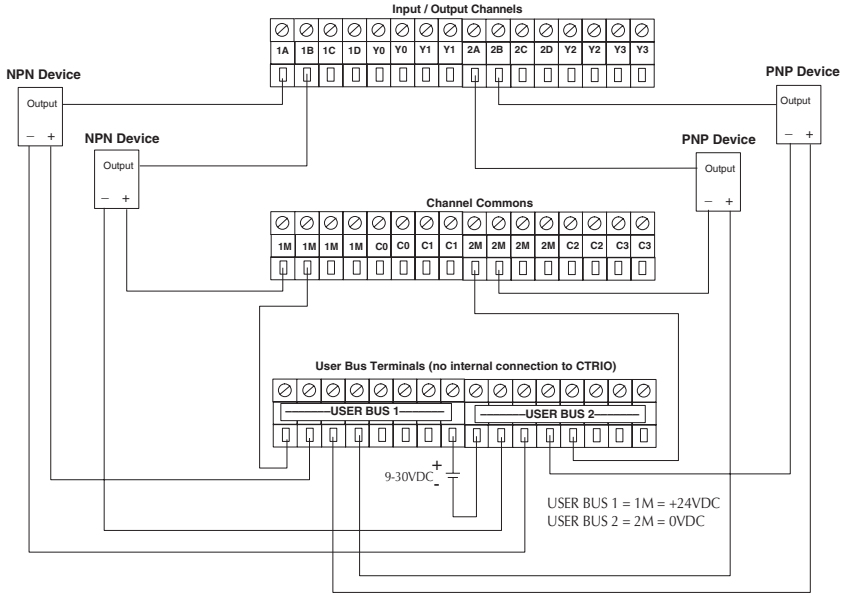 Input / Output Channels
1A 1B 1C 1D Y0 Y0 Y1 Y1 2A 2B 2C 2D Y2 Y2 Y3 Y3
NPN Device
Output
– +
NPN Device
Output
– +
PNP Device
Output
– +
PNP Device
Output
– +
Channel Commons
1M 1M 1M 1M C0 C0 C1 C1 2M 2M 2M 2M C2 C2 C3 C3
User Bus Terminals (no internal connection to CTRIO)
USER BUS 1 USER BUS 2
9-30VDC + -
USER BUS 1 = 1M = +24VDC
USER BUS 2 = 2M = 0VDC